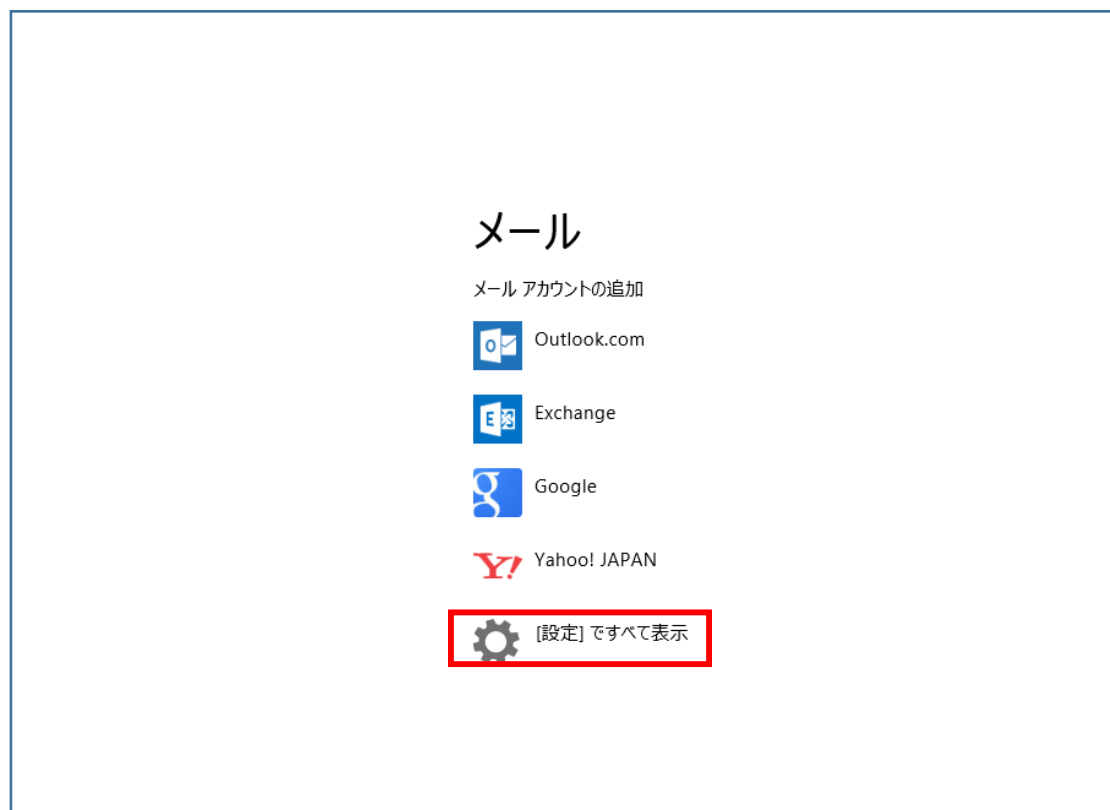 メール
メール アカウントの追加
Outlook.com
Exchange
Google
Yahoo! JAPAN
[設定] ですべて表示